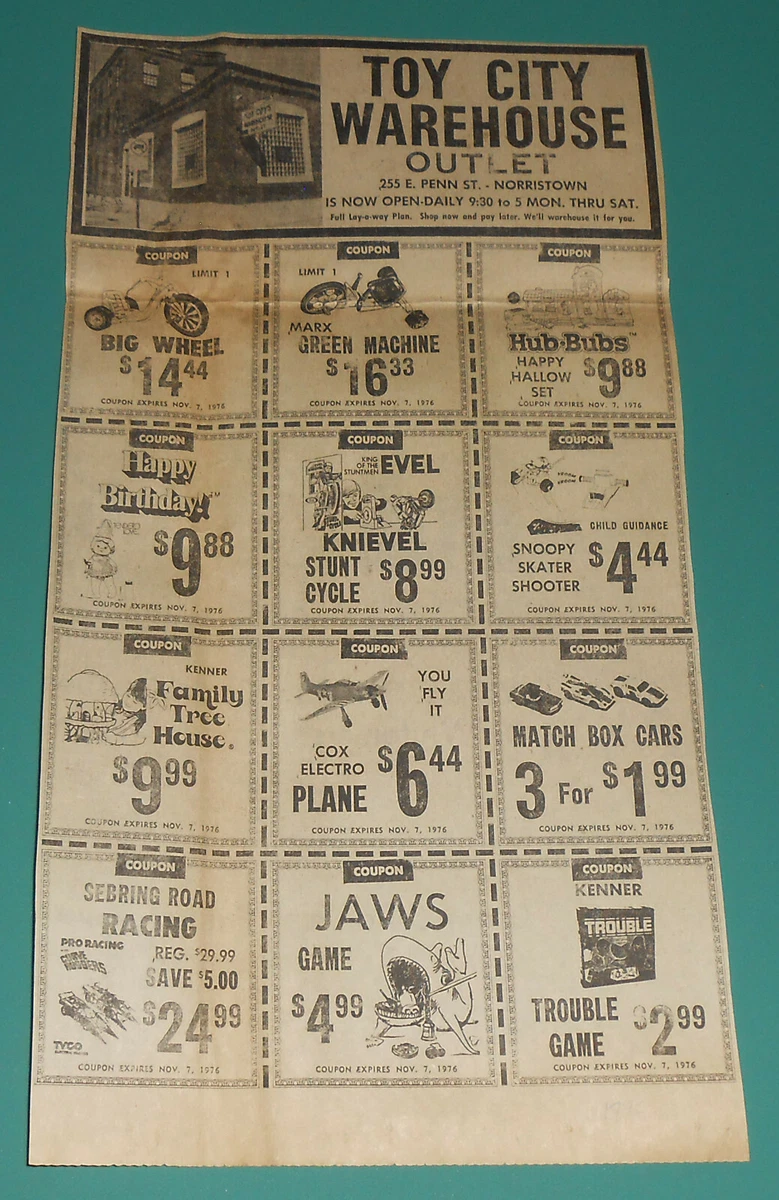 TOY CITY
WAREHOUSE
OUTLET
255 E. PENN ST. - NORRISTOWN
IS NOW OPEN-DAILY 9:30 to 5 MON. THRU SAT.
Full Lay-a-way Plan. Shop now and pay later. We'll warehouse it for you.
COUPON
LIMIT 1
BIG WHEEL
$14.44
COUPON EXPIRES NOV. 7, 1976
COUPON
LIMIT 1
MARX
GREEN MACHINE
$16.33
COUPON EXPIRES NOV. 7, 1976
COUPON
Hub-Bubs™
HAPPY
HALLOW
SET
$9.88
COUPON EXPIRES NOV. 7, 1976
COUPON
Happy
Birthday!™
$9.88
COUPON EXPIRES NOV. 7, 1976
COUPON
KING
OF THE
STUNTMEN
EVEL
KNIEVEL
STUNT
CYCLE
$8.99
COUPON EXPIRES NOV. 7, 1976
COUPON
CHILD GUIDANCE
SNOOPY
SKATER
SHOOTER
$4.44
COUPON EXPIRES NOV. 7, 1976
COUPON
KENNER
Family
Tree
House®
$9.99
COUPON EXPIRES NOV. 7, 1976
COUPON
YOU
FLY
IT
COX
ELECTRO
PLANE
$6.44
COUPON EXPIRES NOV. 7, 1976
COUPON
MATCH BOX CARS
3 For $1.99
COUPON EXPIRES NOV. 7, 1976
COUPON
SEBRING ROAD
RACING
PRO RACING
CURVE
HUGGERS
REG. $29.99
SAVE $5.00
$24.99
TYCO
COUPON EXPIRES NOV. 7, 1976
COUPON
JAWS
GAME
$4.99
COUPON EXPIRES NOV. 7, 1976
COUPON
KENNER
TROUBLE
TROUBLE
GAME
$2.99
COUPON EXPIRES NOV. 7, 1976